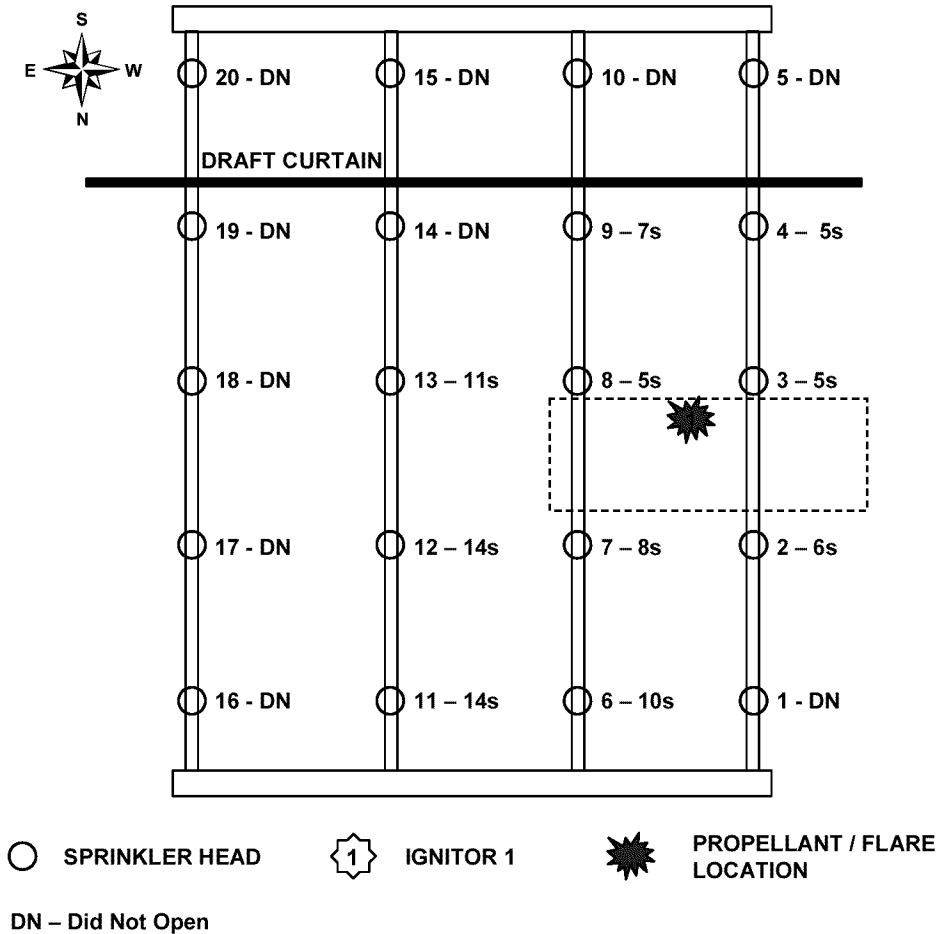 S
E W
N
20 - DN 15 - DN 10 - DN 5 - DN
DRAFT CURTAIN
19 - DN 14 - DN 9 – 7s 4 – 5s
18 - DN 13 – 11s 8 – 5s 3 – 5s
17 - DN 12 – 14s 7 – 8s 2 – 6s
16 - DN 11 – 14s 6 – 10s 1 - DN
SPRINKLER HEAD 1 IGNITOR 1 PROPELLANT / FLARE
LOCATION
DN – Did Not Open